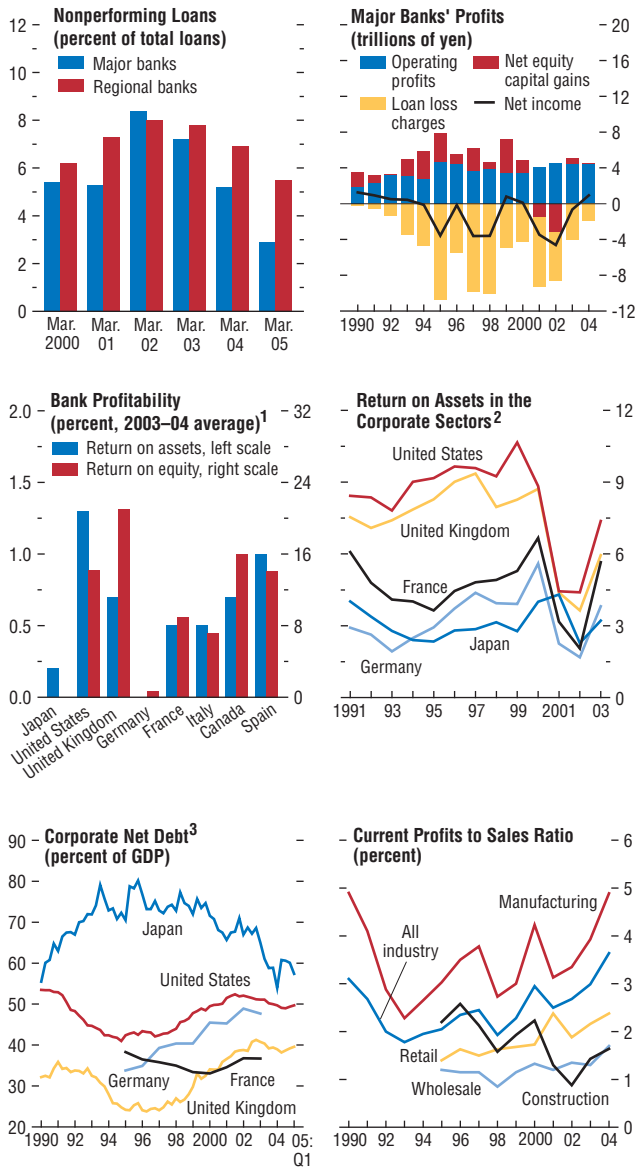 Nonperforming Loans
(percent of total loans)
Major banks
Regional banks
12
10
8
6
4
2
0
Mar. Mar. Mar. Mar. Mar. Mar.
2000 01 02 03 04 05
Major Banks' Profits
(trillions of yen)
Operating profits
Net equity capital gains
Loan loss charges
Net income
20
16
12
8
4
0
-4
-8
-12
1990 92 94 96 98 2000 02 04
Bank Profitability
(percent, 2003–04 average)1
Return on assets, left scale
Return on equity, right scale
2.0
1.5
1.0
0.5
0.0
32
24
16
8
0
Japan
United States
United Kingdom
Germany
France
Italy
Canada
Spain
Return on Assets in the
Corporate Sectors2
United States
United Kingdom
France
Japan
Germany
12
9
6
3
0
1991 93 95 97 99 2001 03
Corporate Net Debt3
(percent of GDP)
Japan
United States
Germany
France
United Kingdom
90
80
70
60
50
40
30
20
1990 92 94 96 98 2000 02 05:
Q1
Current Profits to Sales Ratio
(percent)
Manufacturing
All
industry
Retail
Wholesale
Construction
6
5
4
3
2
1
0
1990 92 94 96 98 2000 02 04